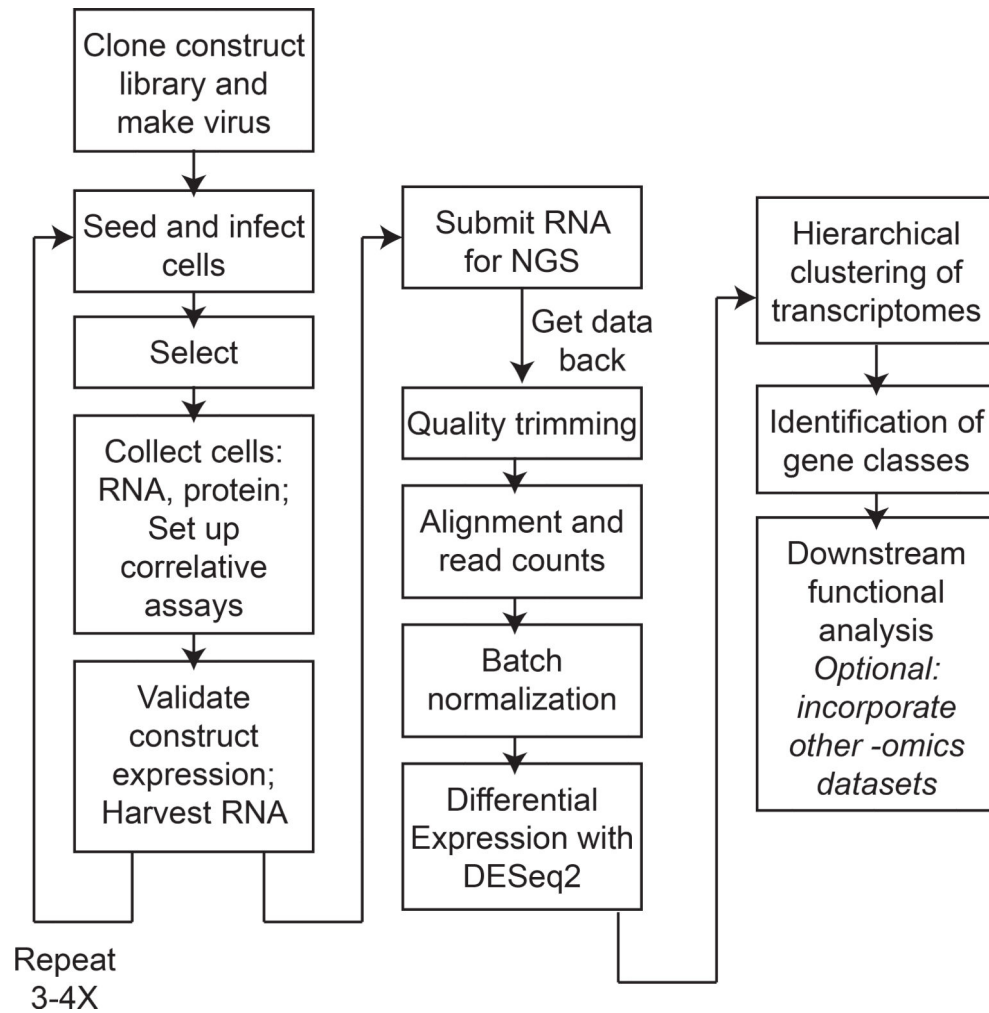 Clone construct
library and
make virus
Seed and infect
cells
Select
Collect cells:
RNA, protein;
Set up
correlative
assays
Validate
construct
expression;
Harvest RNA
Repeat
3-4X
Submit RNA
for NGS
Get data
back
Quality trimming
Alignment and
read counts
Batch
normalization
Differential
Expression with
DESeq2
Hierarchical
clustering of
transcriptomes
Identification of
gene classes
Downstream
functional
analysis
Optional:
incorporate
other -omics
datasets